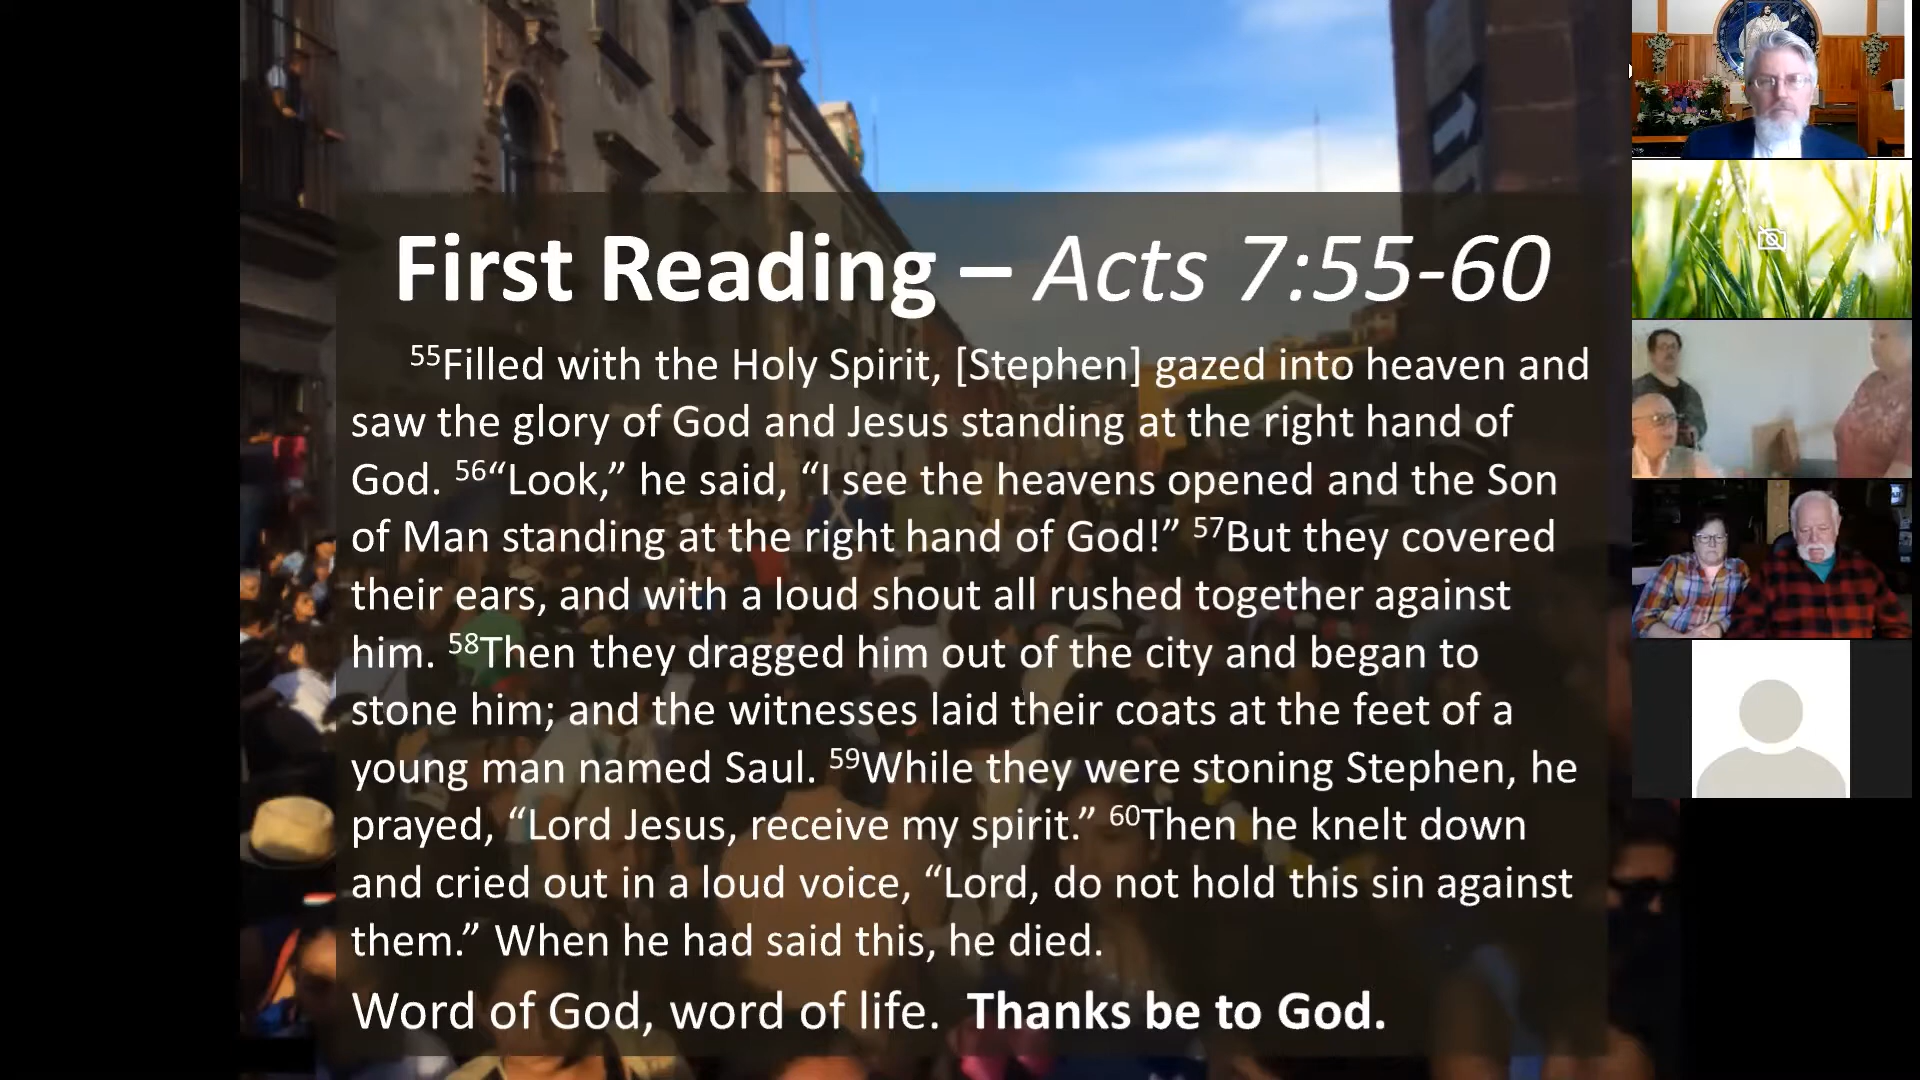 First Reading – Acts 7:55-60
55Filled with the Holy Spirit, [Stephen] gazed into heaven and
saw the glory of God and Jesus standing at the right hand of
God. 56“Look,” he said, “I see the heavens opened and the Son
of Man standing at the right hand of God!” 57But they covered
their ears, and with a loud shout all rushed together against
him. 58Then they dragged him out of the city and began to
stone him; and the witnesses laid their coats at the feet of a
young man named Saul. 59While they were stoning Stephen, he
prayed, “Lord Jesus, receive my spirit.” 60Then he knelt down
and cried out in a loud voice, “Lord, do not hold this sin against
them.” When he had said this, he died.
Word of God, word of life.  Thanks be to God.